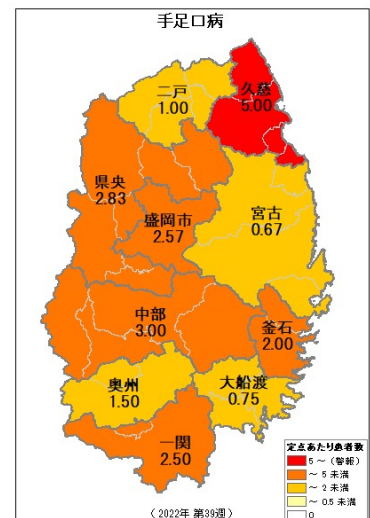 手足口病
二戸
1.00
久慈
5.00
県央
2.83
盛岡市
2.57
宮古
0.67
中部
3.00
釜石
2.00
奥州
1.50
大船渡
0.75
一関
2.50
定点あたり患者数
5～（警報）
～ 5 未満
～ 2 未満
～ 0.5 未満
0
（ 2022年 第39週 ）